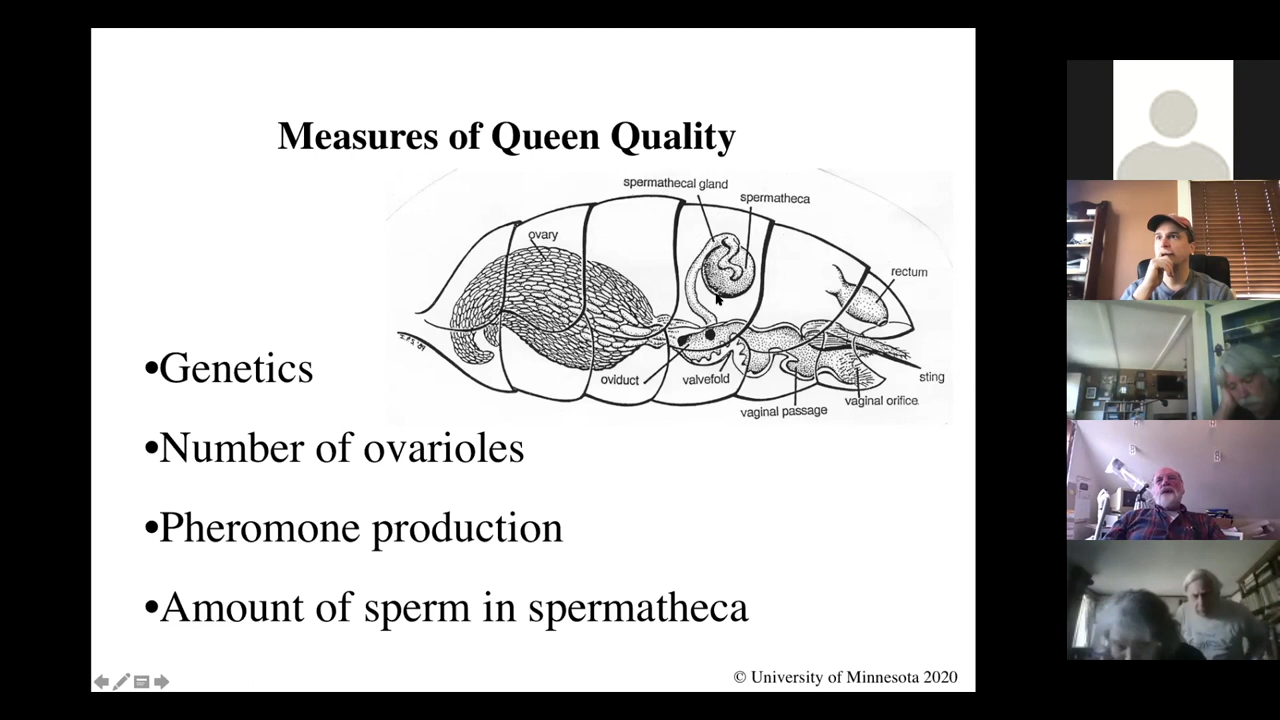 Measures of Queen Quality
spermathecal gland
spermatheca
ovary
rectum
oviduct
valvefold
sting
vaginal orifice
vaginal passage
•Genetics
•Number of ovarioles
•Pheromone production
•Amount of sperm in spermatheca
© University of Minnesota 2020